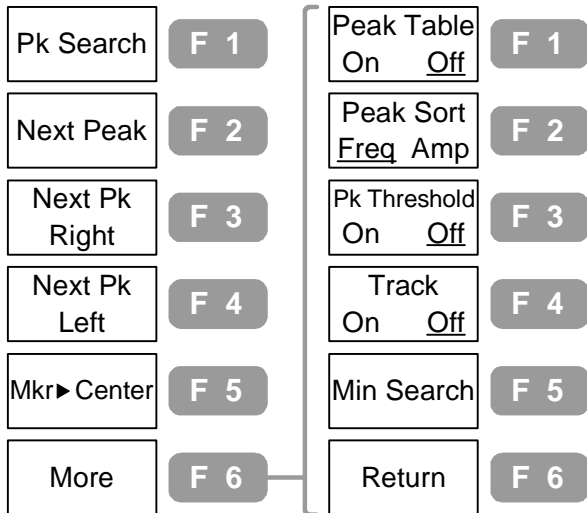 Pk Search
F 1
Next Peak
F 2
Next Pk
Right
F 3
Next Pk
Left
F 4
Mkr▶Center
F 5
More
F 6
Peak Table
On Off
F 1
Peak Sort
Freq Amp
F 2
Pk Threshold
On Off
F 3
Track
On Off
F 4
Min Search
F 5
Return
F 6